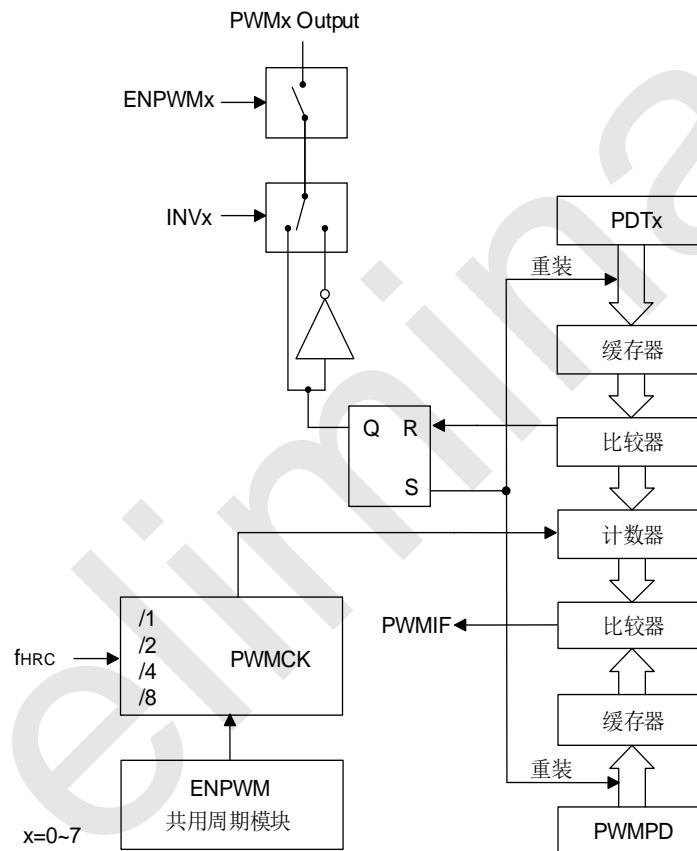 PWMx Output
ENPWMx
INVx
PDTx
重装
缓存器
Q R
S
比较器
计数器
PWMIF
比较器
fHRC
/1
/2
/4
/8
PWMCK
缓存器
重装
ENPWM
共用周期模块
PWMPD
x=0~7
elimina